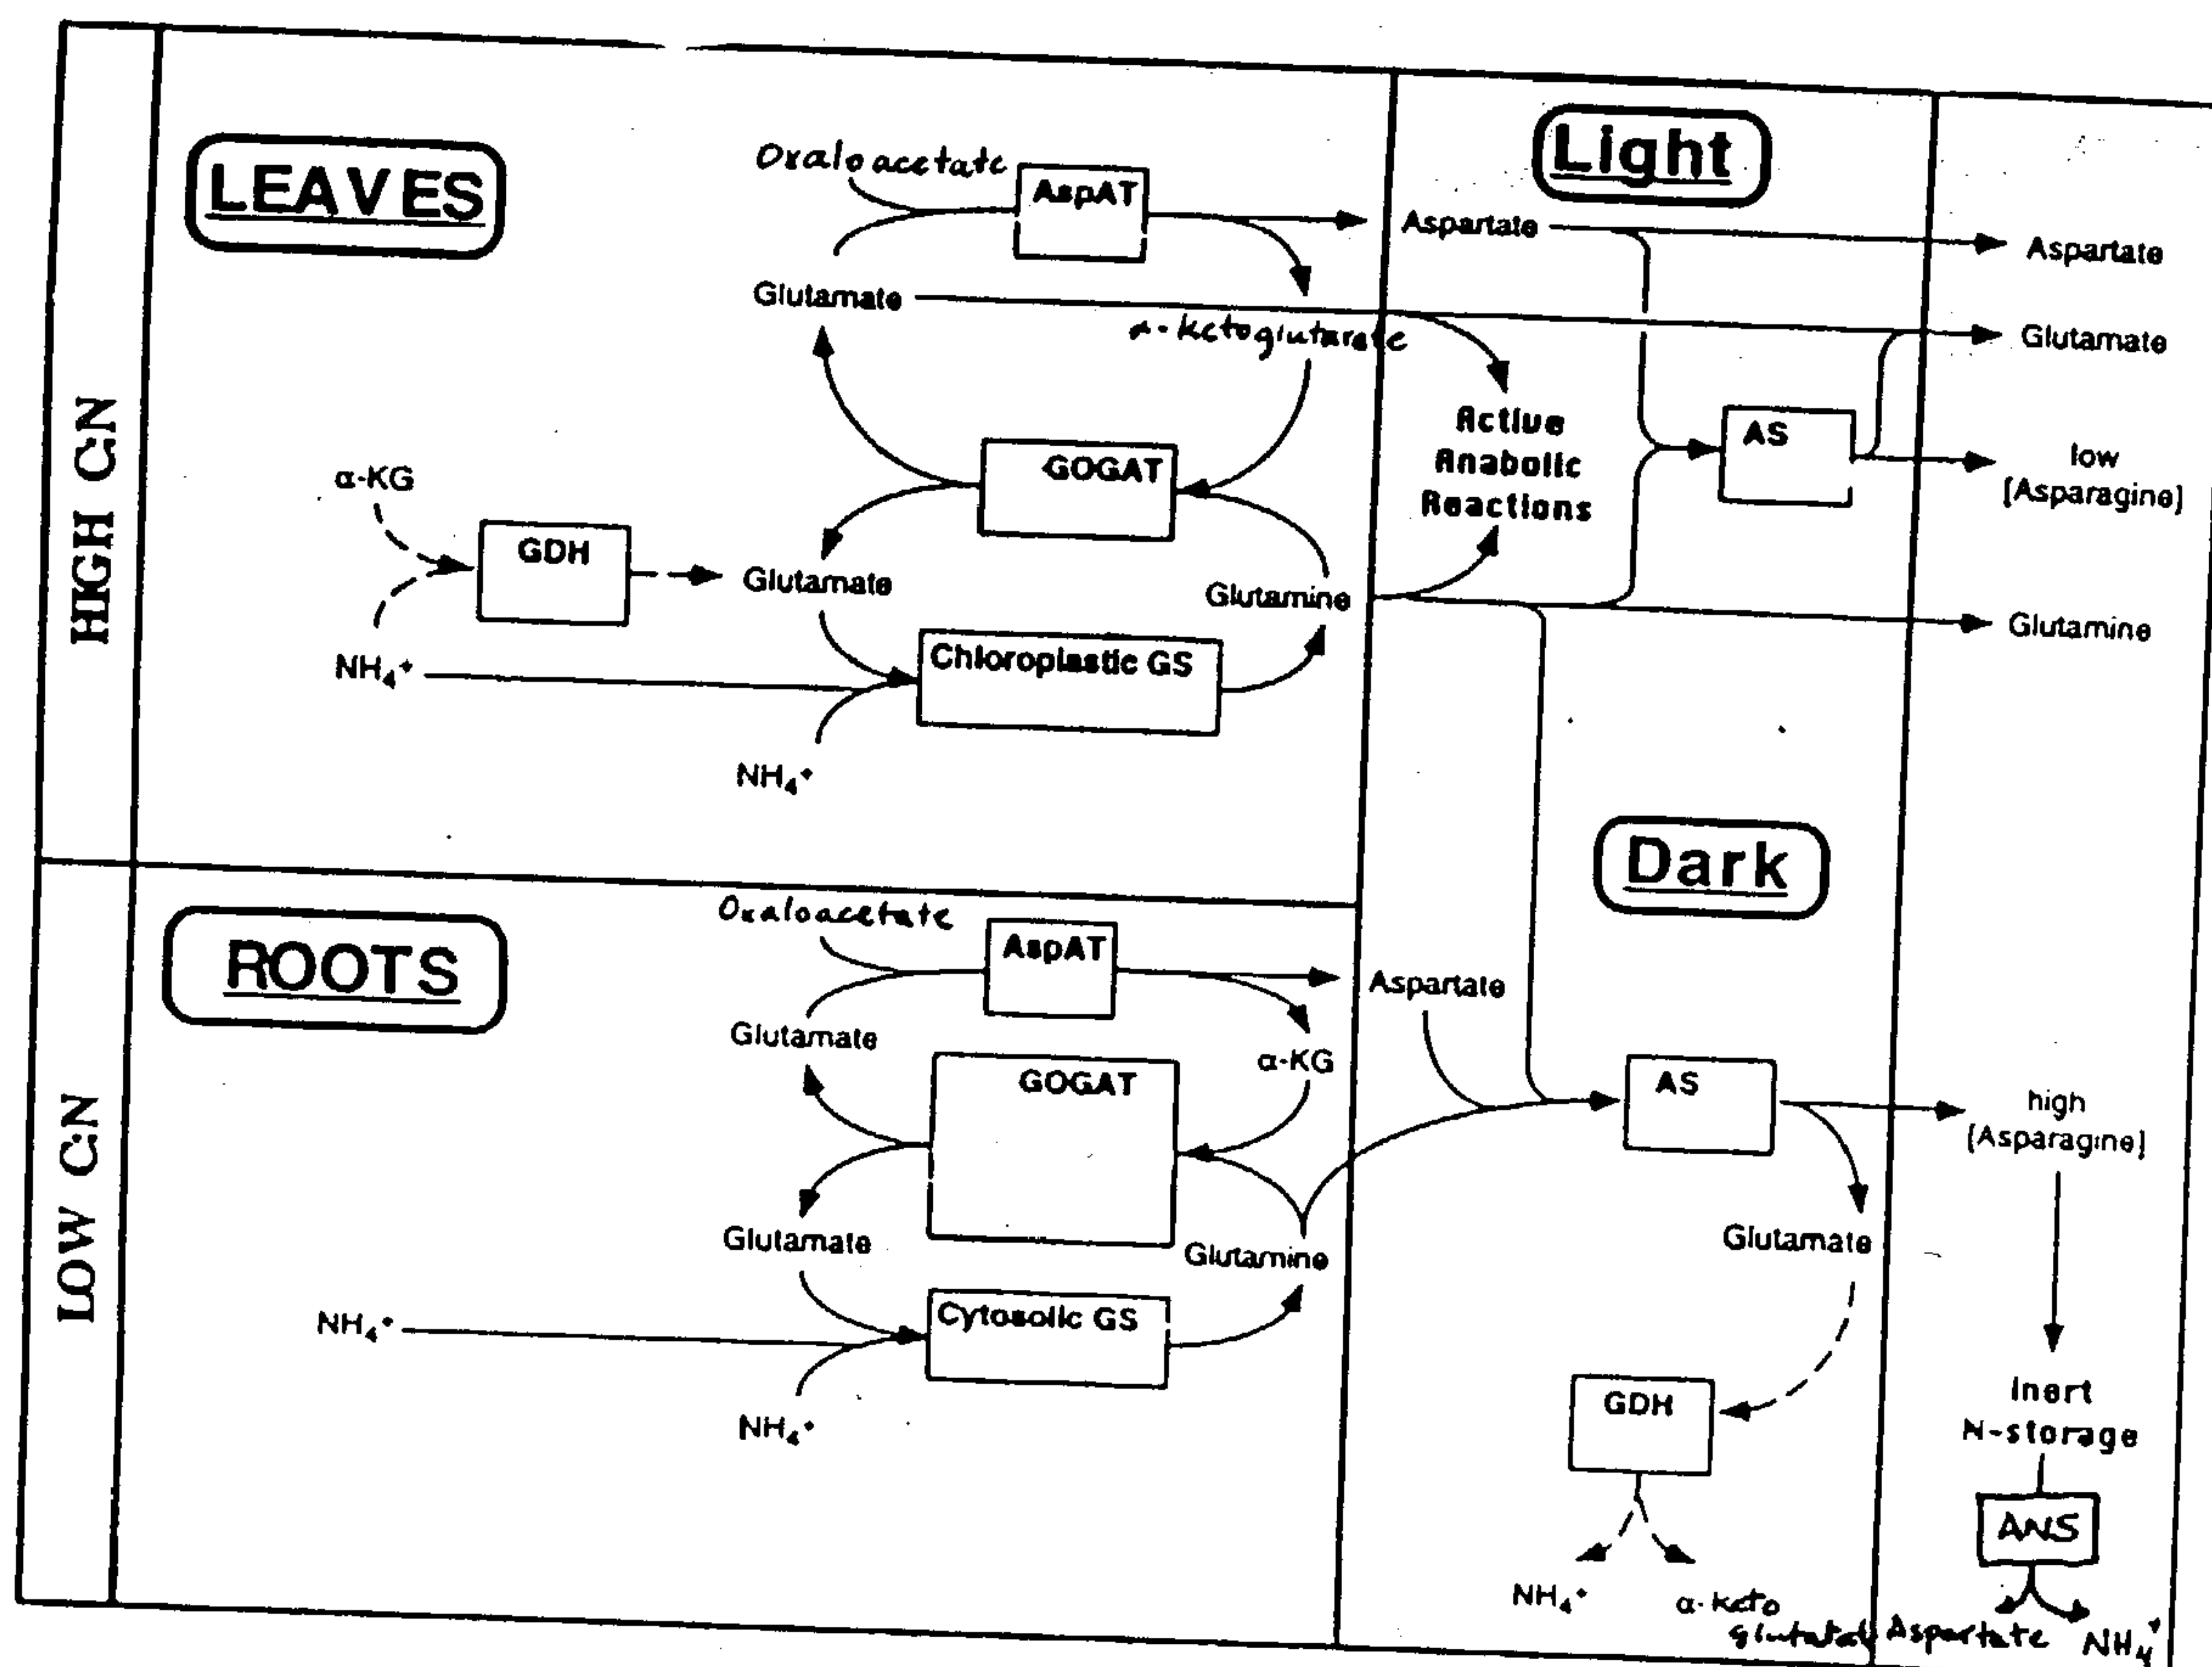 HIGH C:N
LEAVES
Oxaloacetate
AspAT
Glutamate
α-ketoglutarate
α-KG
GDH
GOGAT
Glutamate
Glutamine
NH₄⁺
Chloroplastic GS
NH₄⁺
Light
Aspartate
Active
Anabolic
Reactions
AS
Aspartate
Glutamate
low
[Asparagine]
Glutamine
LOW C:N
ROOTS
Oxaloacetate
AspAT
Glutamate
α-KG
GOGAT
Glutamate
Glutamine
NH₄⁺
Cytosolic GS
NH₄⁺
Dark
Aspartate
AS
Glutamate
GDH
NH₄⁺
α-keto
high
[Asparagine]
Inert
N-storage
ANS
Aspartate
NH₄⁺